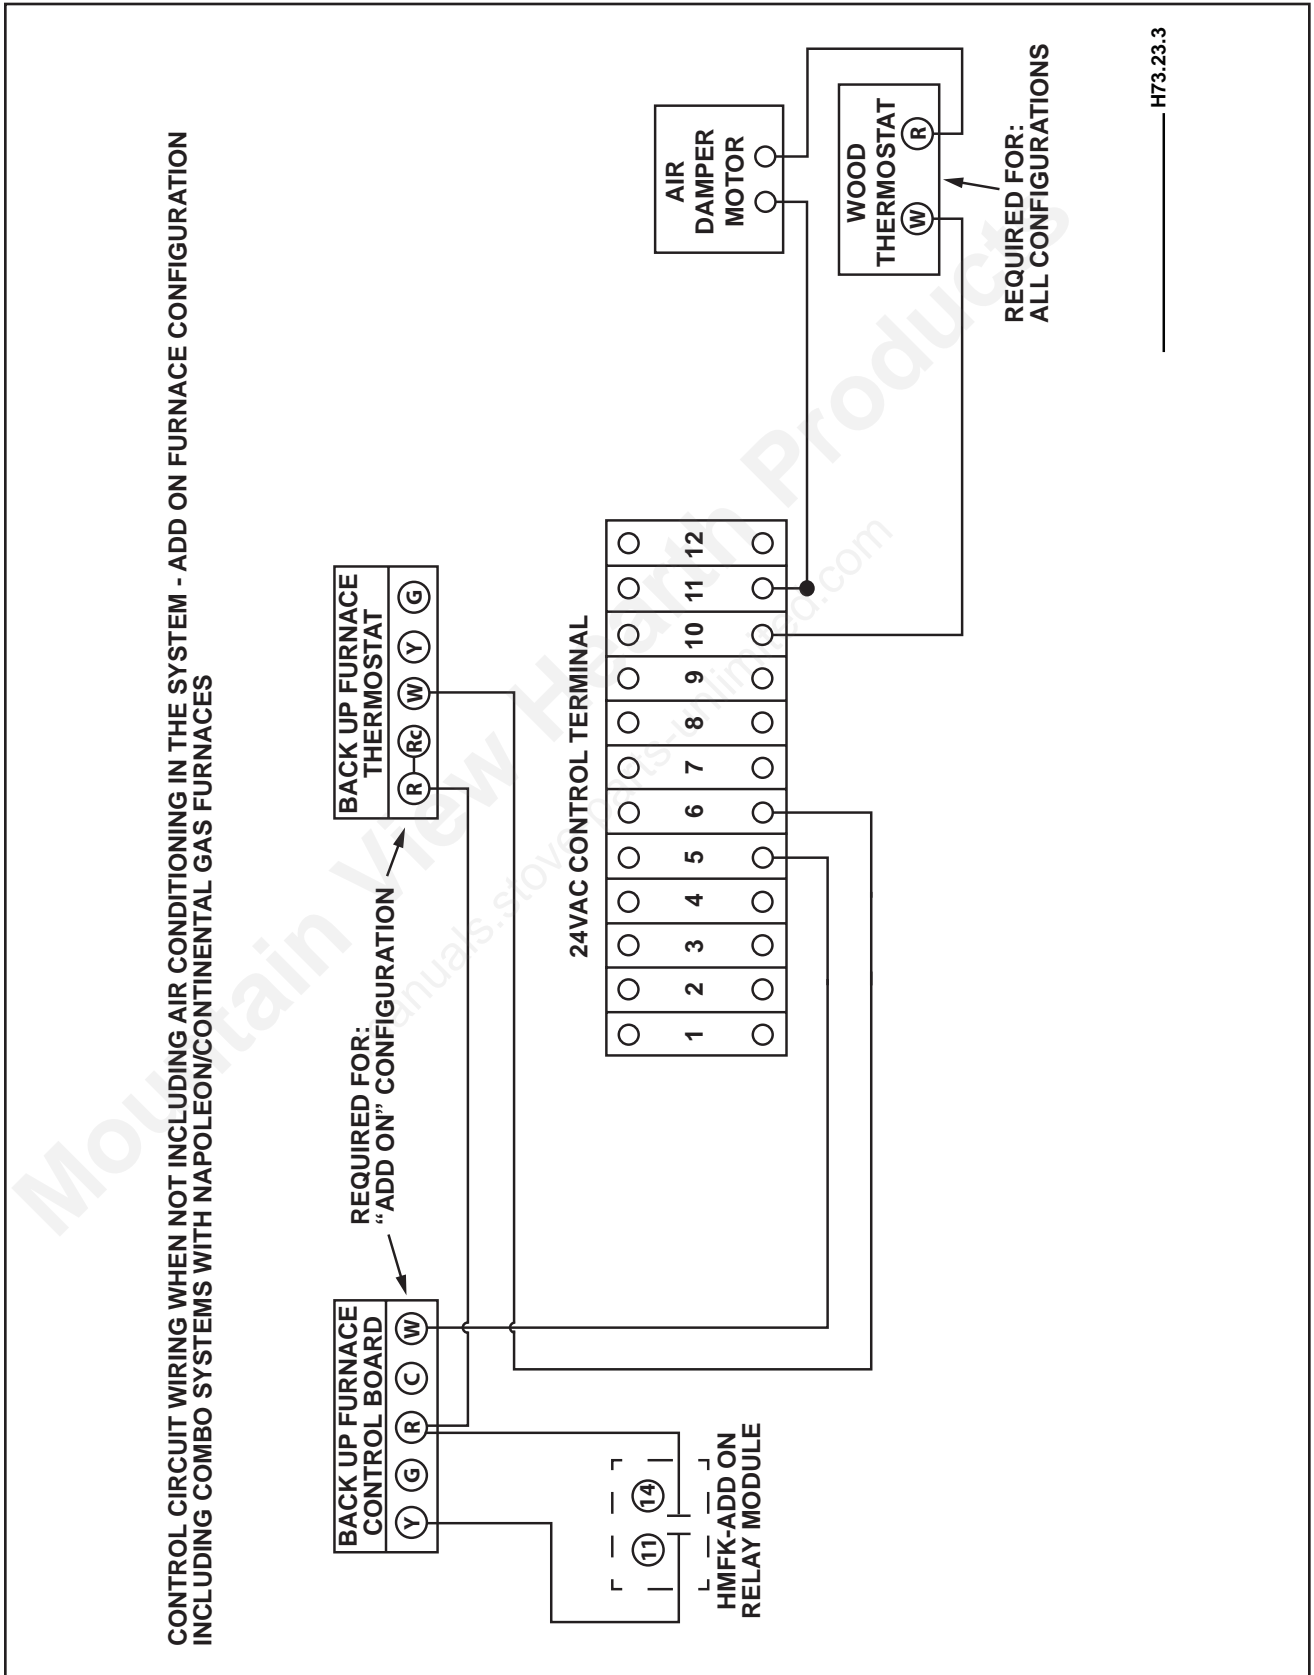 CONTROL CIRCUIT WIRING WHEN NOT INCLUDING AIR CONDITIONING IN THE SYSTEM - ADD ON FURNACE CONFIGURATION
INCLUDING COMBO SYSTEMS WITH NAPOLEON/CONTINENTAL GAS FURNACES
BACK UP FURNACE
CONTROL BOARD
Y G R C W
REQUIRED FOR:
“ADD ON” CONFIGURATION
BACK UP FURNACE
THERMOSTAT
R Rc W Y G
11 14
HMFK-ADD ON
RELAY MODULE
24VAC CONTROL TERMINAL
1 2 3 4 5 6 7 8 9 10 11 12
AIR
DAMPER
MOTOR
WOOD
THERMOSTAT
W R
REQUIRED FOR:
ALL CONFIGURATIONS
H73.23.3
Mountain View Hearth Products
manuals.stove-parts-unlimited.com